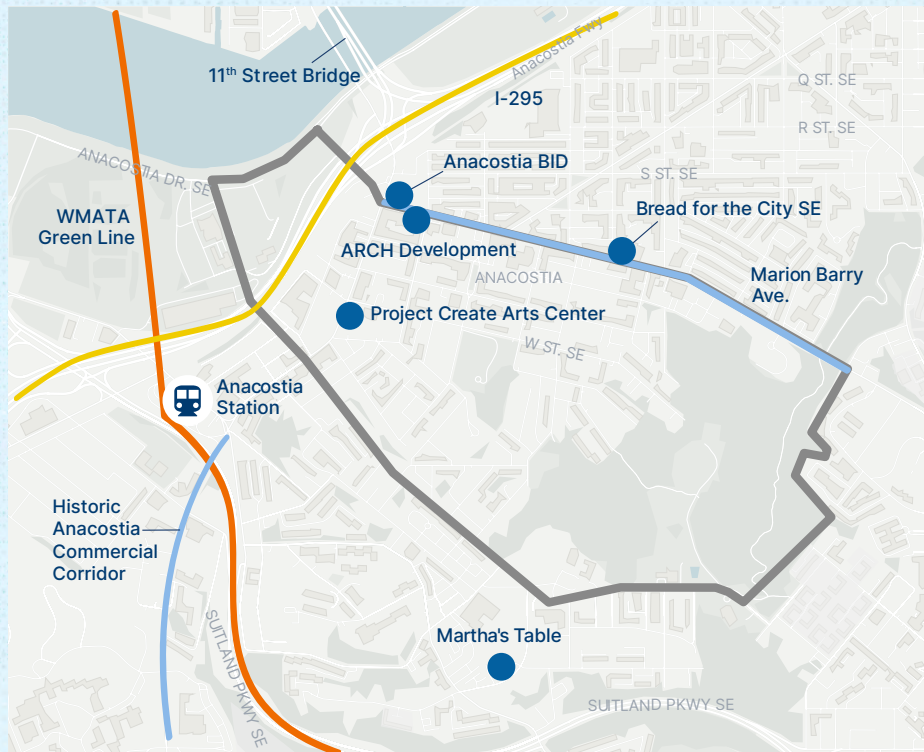 Anacostia Fwy
11th Street Bridge
I-295
Q ST. SE
R ST. SE
ANACOSTIA DR. SE
Anacostia BID
S ST. SE
Bread for the City SE
WMATA
Green Line
ARCH Development
ANACOSTIA
Marion Barry
Ave.
Project Create Arts Center
W ST. SE
Anacostia
Station
Historic
Anacostia
Commercial
Corridor
SUITLAND PKWY SE
Martha's Table
SUITLAND PKWY SE